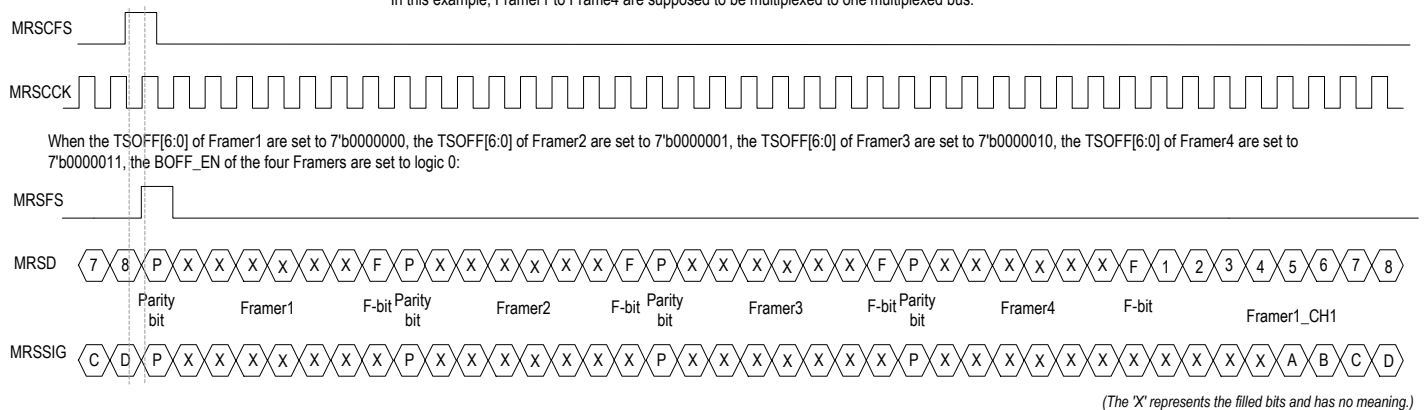 In this example, Framer1 to Frame4 are supposed to be multiplexed to one multiplexed bus.
MRSCFS
MRSCCK
When the TSOFF[6:0] of Framer1 are set to 7'b0000000, the TSOFF[6:0] of Framer2 are set to 7'b0000001, the TSOFF[6:0] of Framer3 are set to 7'b0000010, the TSOFF[6:0] of Framer4 are set to
7'b0000011, the BOFF_EN of the four Framers are set to logic 0:
MRSFS
MRSD 7 8 P X X X X X X F P X X X X X X F P X X X X X X F P X X X X X X F 1 2 3 4 5 6 7 8
Parity bit Framer1 F-bit Parity bit Framer2 F-bit Parity bit Framer3 F-bit Parity bit Framer4 F-bit Framer1_CH1
MRSSIG C D P X X X X X X X P X X X X X X X P X X X X X X X P X X X X X X X X X X X A B C D
(The 'X' represents the filled bits and has no meaning.)